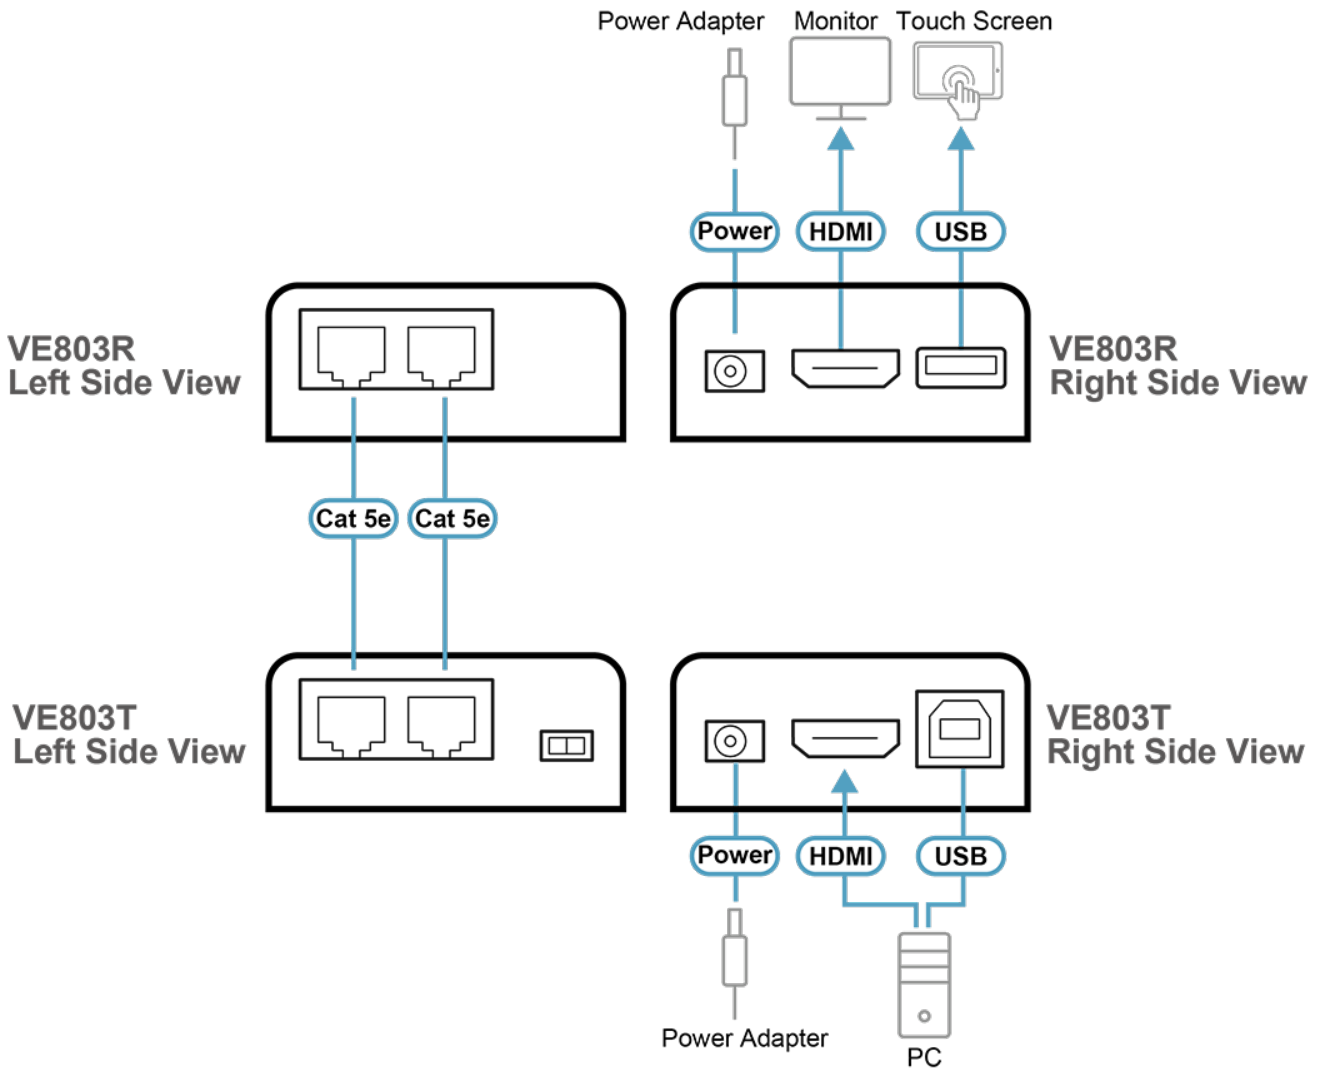 Power Adapter
Monitor
Touch Screen
Power
HDMI
USB
VE803R
Left Side View
VE803R
Right Side View
Cat 5e
Cat 5e
VE803T
Left Side View
VE803T
Right Side View
Power
HDMI
USB
Power Adapter
PC